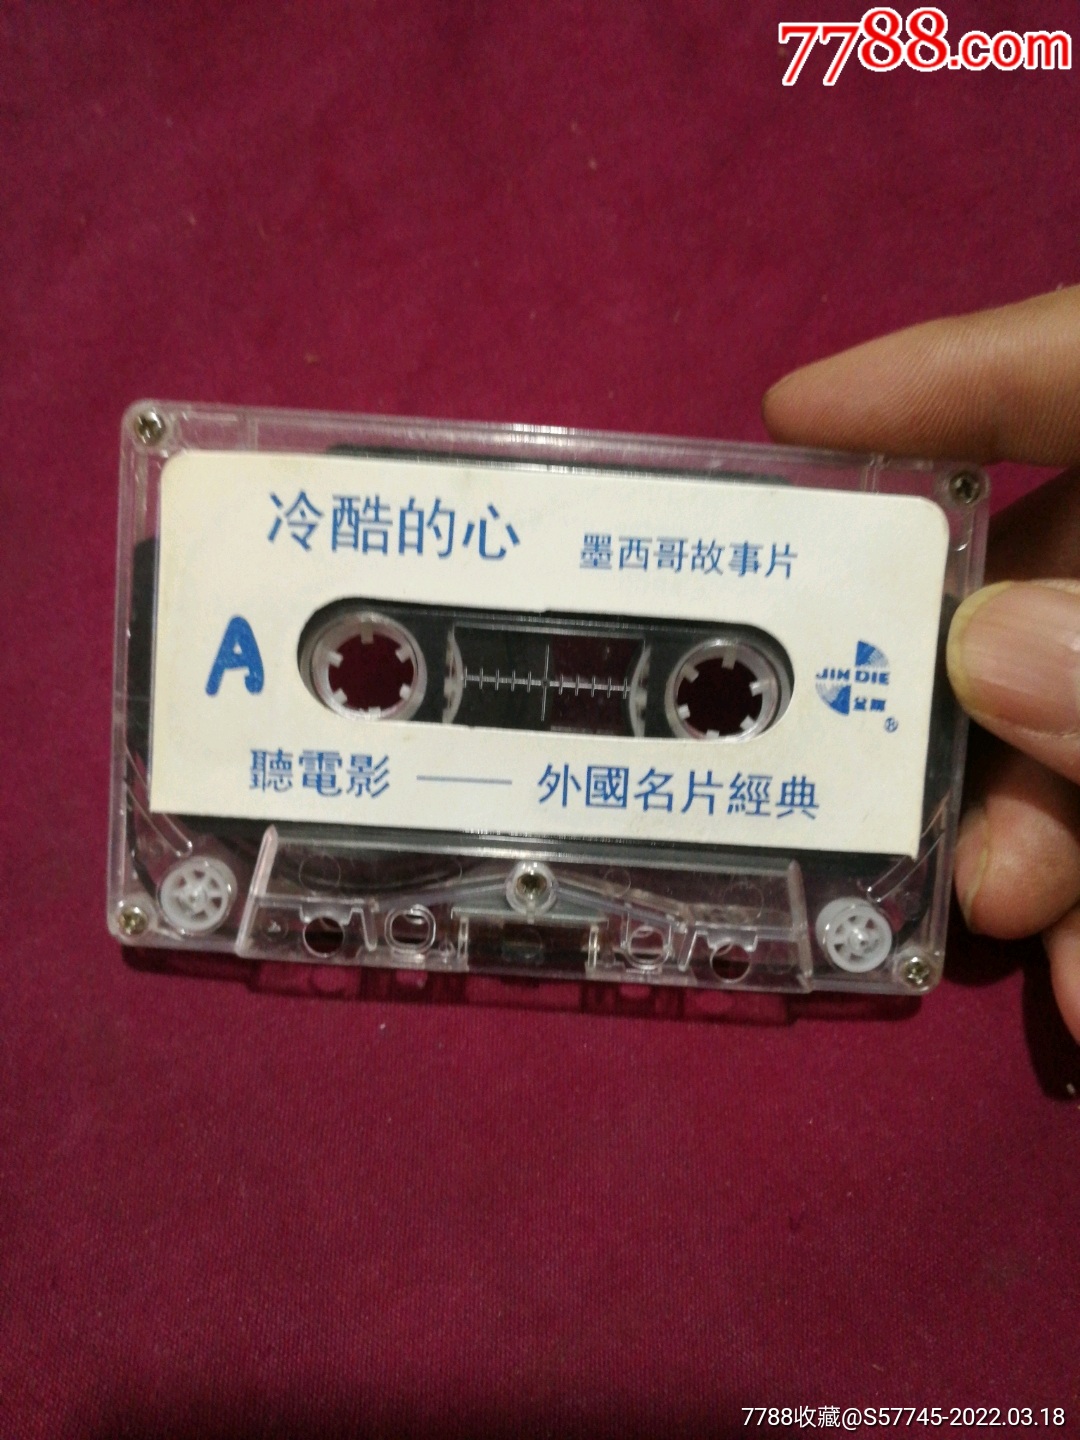 7788.com
冷酷的心
墨西哥故事片
A
JIN DIE
®
聽電影 —— 外國名片經典
7788收藏@S57745-2022.03.18